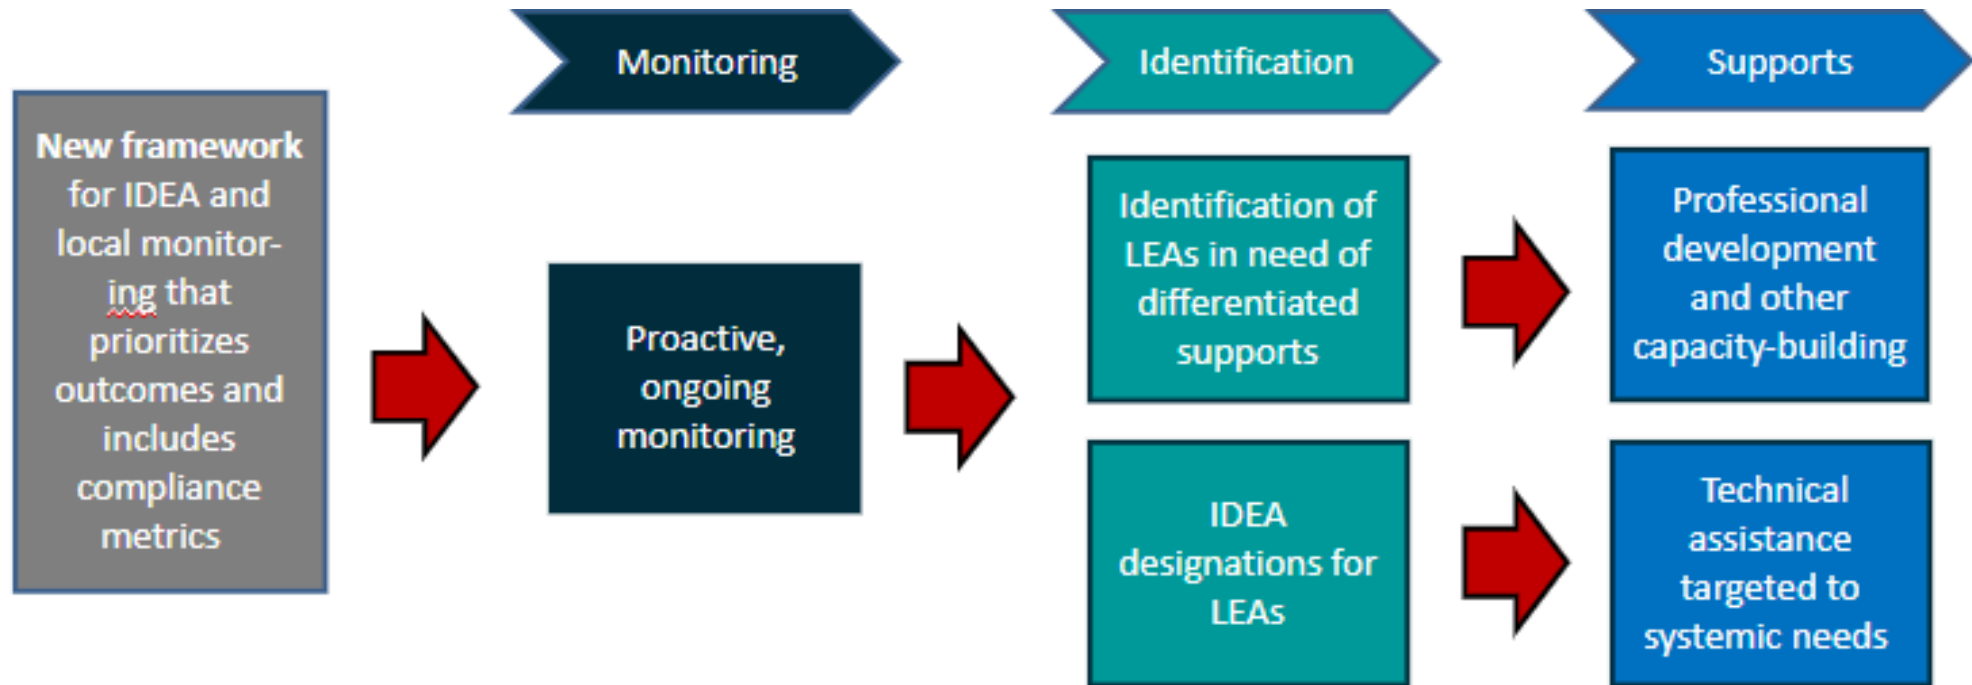 Monitoring
Identification
Supports
New framework
for IDEA and
local monitor-
ing that
prioritizes
outcomes and
includes
compliance
metrics
Proactive,
ongoing
monitoring
Identification of
LEAs in need of
differentiated
supports
Professional
development
and other
capacity-building
IDEA
designations for
LEAs
Technical
assistance
targeted to
systemic needs